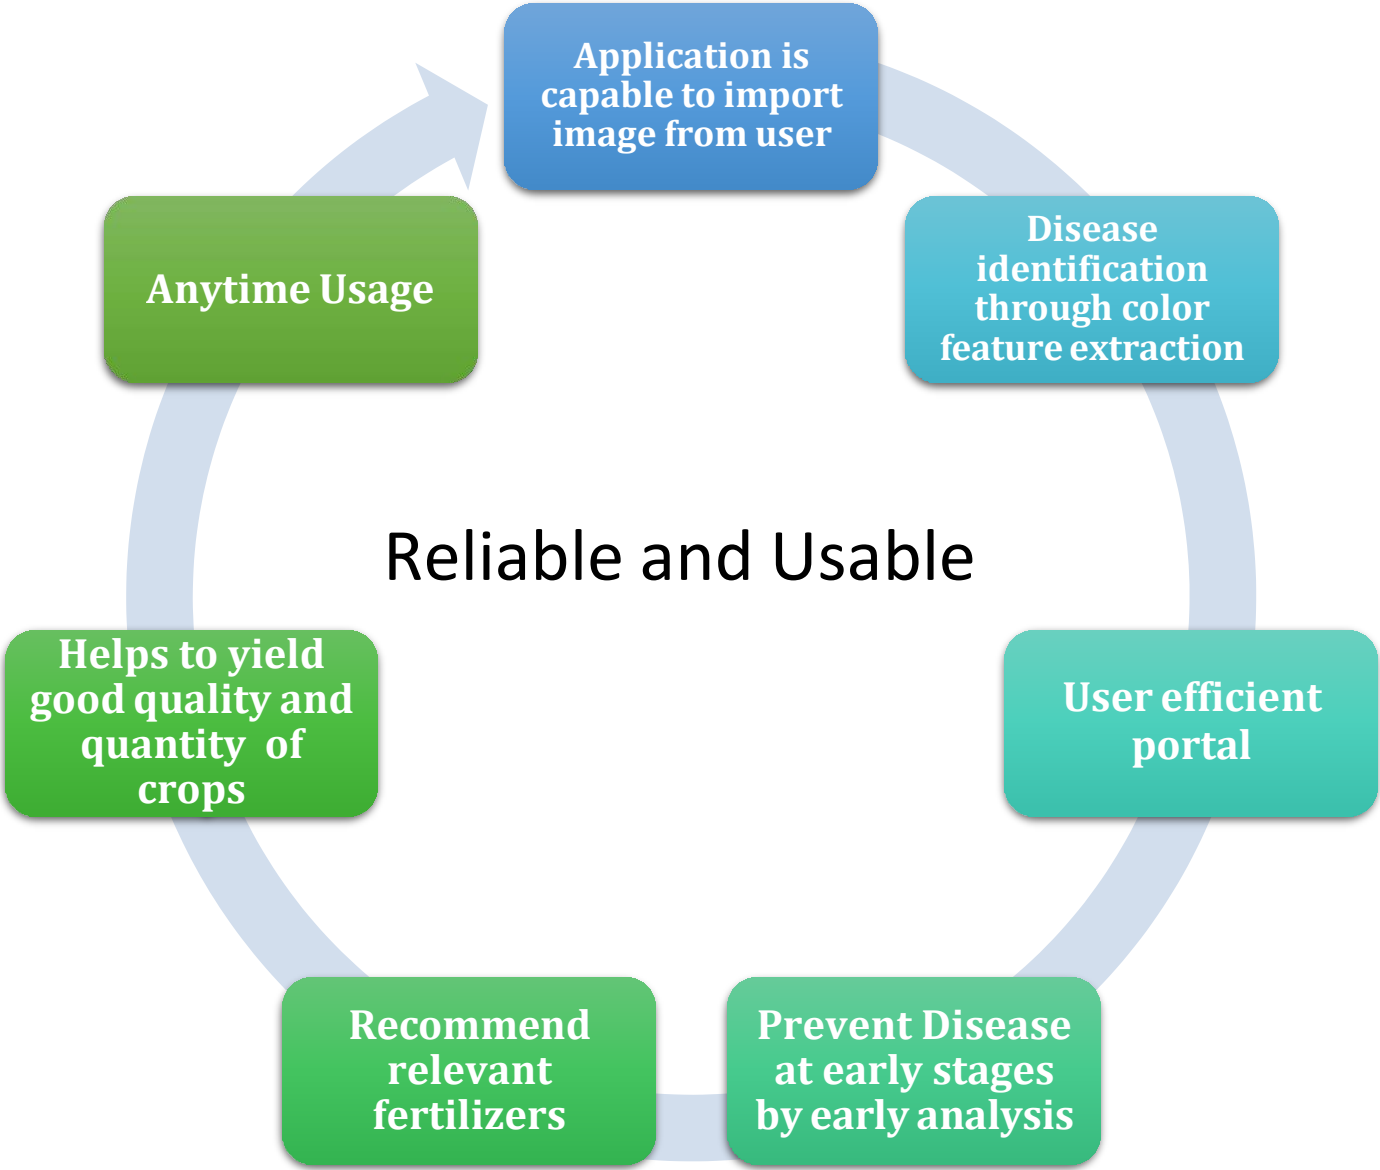 Application is
capable to import
image from user
Disease
identification
through color
feature extraction
User efficient
portal
Prevent Disease
at early stages
by early analysis
Recommend
relevant
fertilizers
Helps to yield
good quality and
quantity  of
crops
Anytime Usage
Reliable and Usable